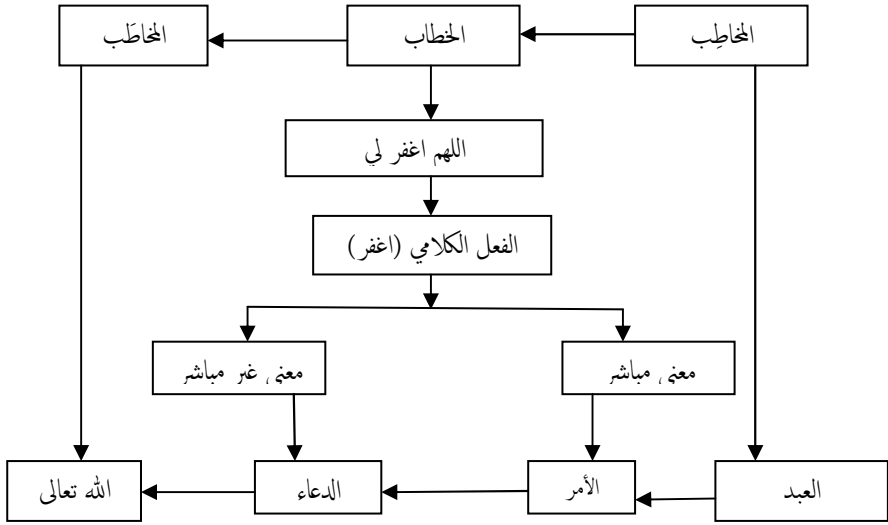 المخاطِب
الخطاب
المخاطَب
اللهم اغفر لي
الفعل الكلامي (اغفر)
معنى مباشر
معنى غير مباشر
العبد
الأمر
الدعاء
الله تعالى